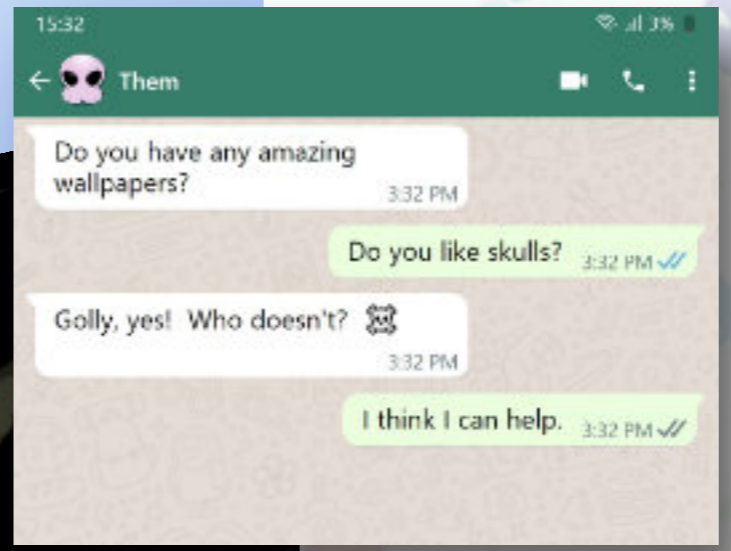 15:32
3%
Them
Do you have any amazing
wallpapers?
3:32 PM
Do you like skulls?
3:32 PM
Golly, yes! Who doesn't? ☠
3:32 PM
I think I can help.
3:32 PM